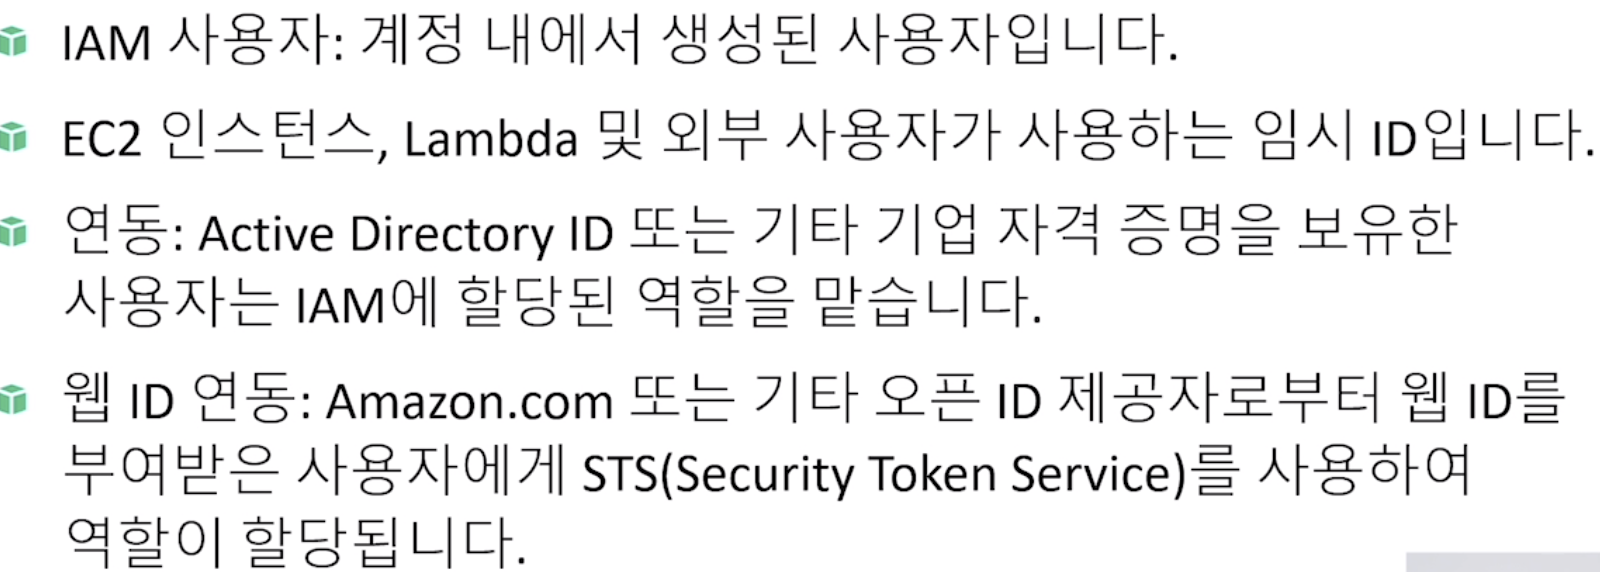 IAM 사용자: 계정 내에서 생성된 사용자입니다.
EC2 인스턴스, Lambda 및 외부 사용자가 사용하는 임시 ID입니다.
연동: Active Directory ID 또는 기타 기업 자격 증명을 보유한
사용자는 IAM에 할당된 역할을 맡습니다.
웹 ID 연동: Amazon.com 또는 기타 오픈 ID 제공자로부터 웹 ID를
부여받은 사용자에게 STS(Security Token Service)를 사용하여
역할이 할당됩니다.